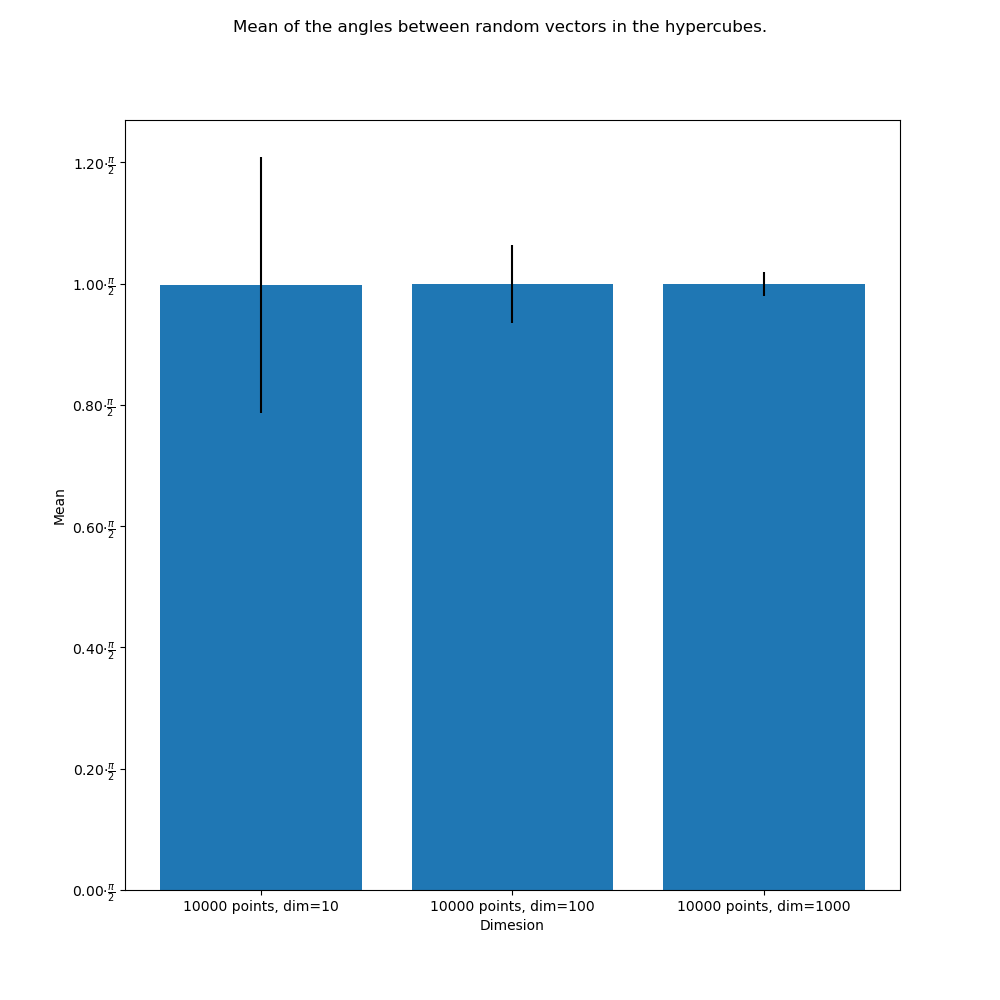 Mean of the angles between random vectors in the hypercubes.
1.20·π/2
1.00·π/2
0.80·π/2
0.60·π/2
0.40·π/2
0.20·π/2
0.00·π/2
Mean
10000 points, dim=10
10000 points, dim=100
10000 points, dim=1000
Dimesion